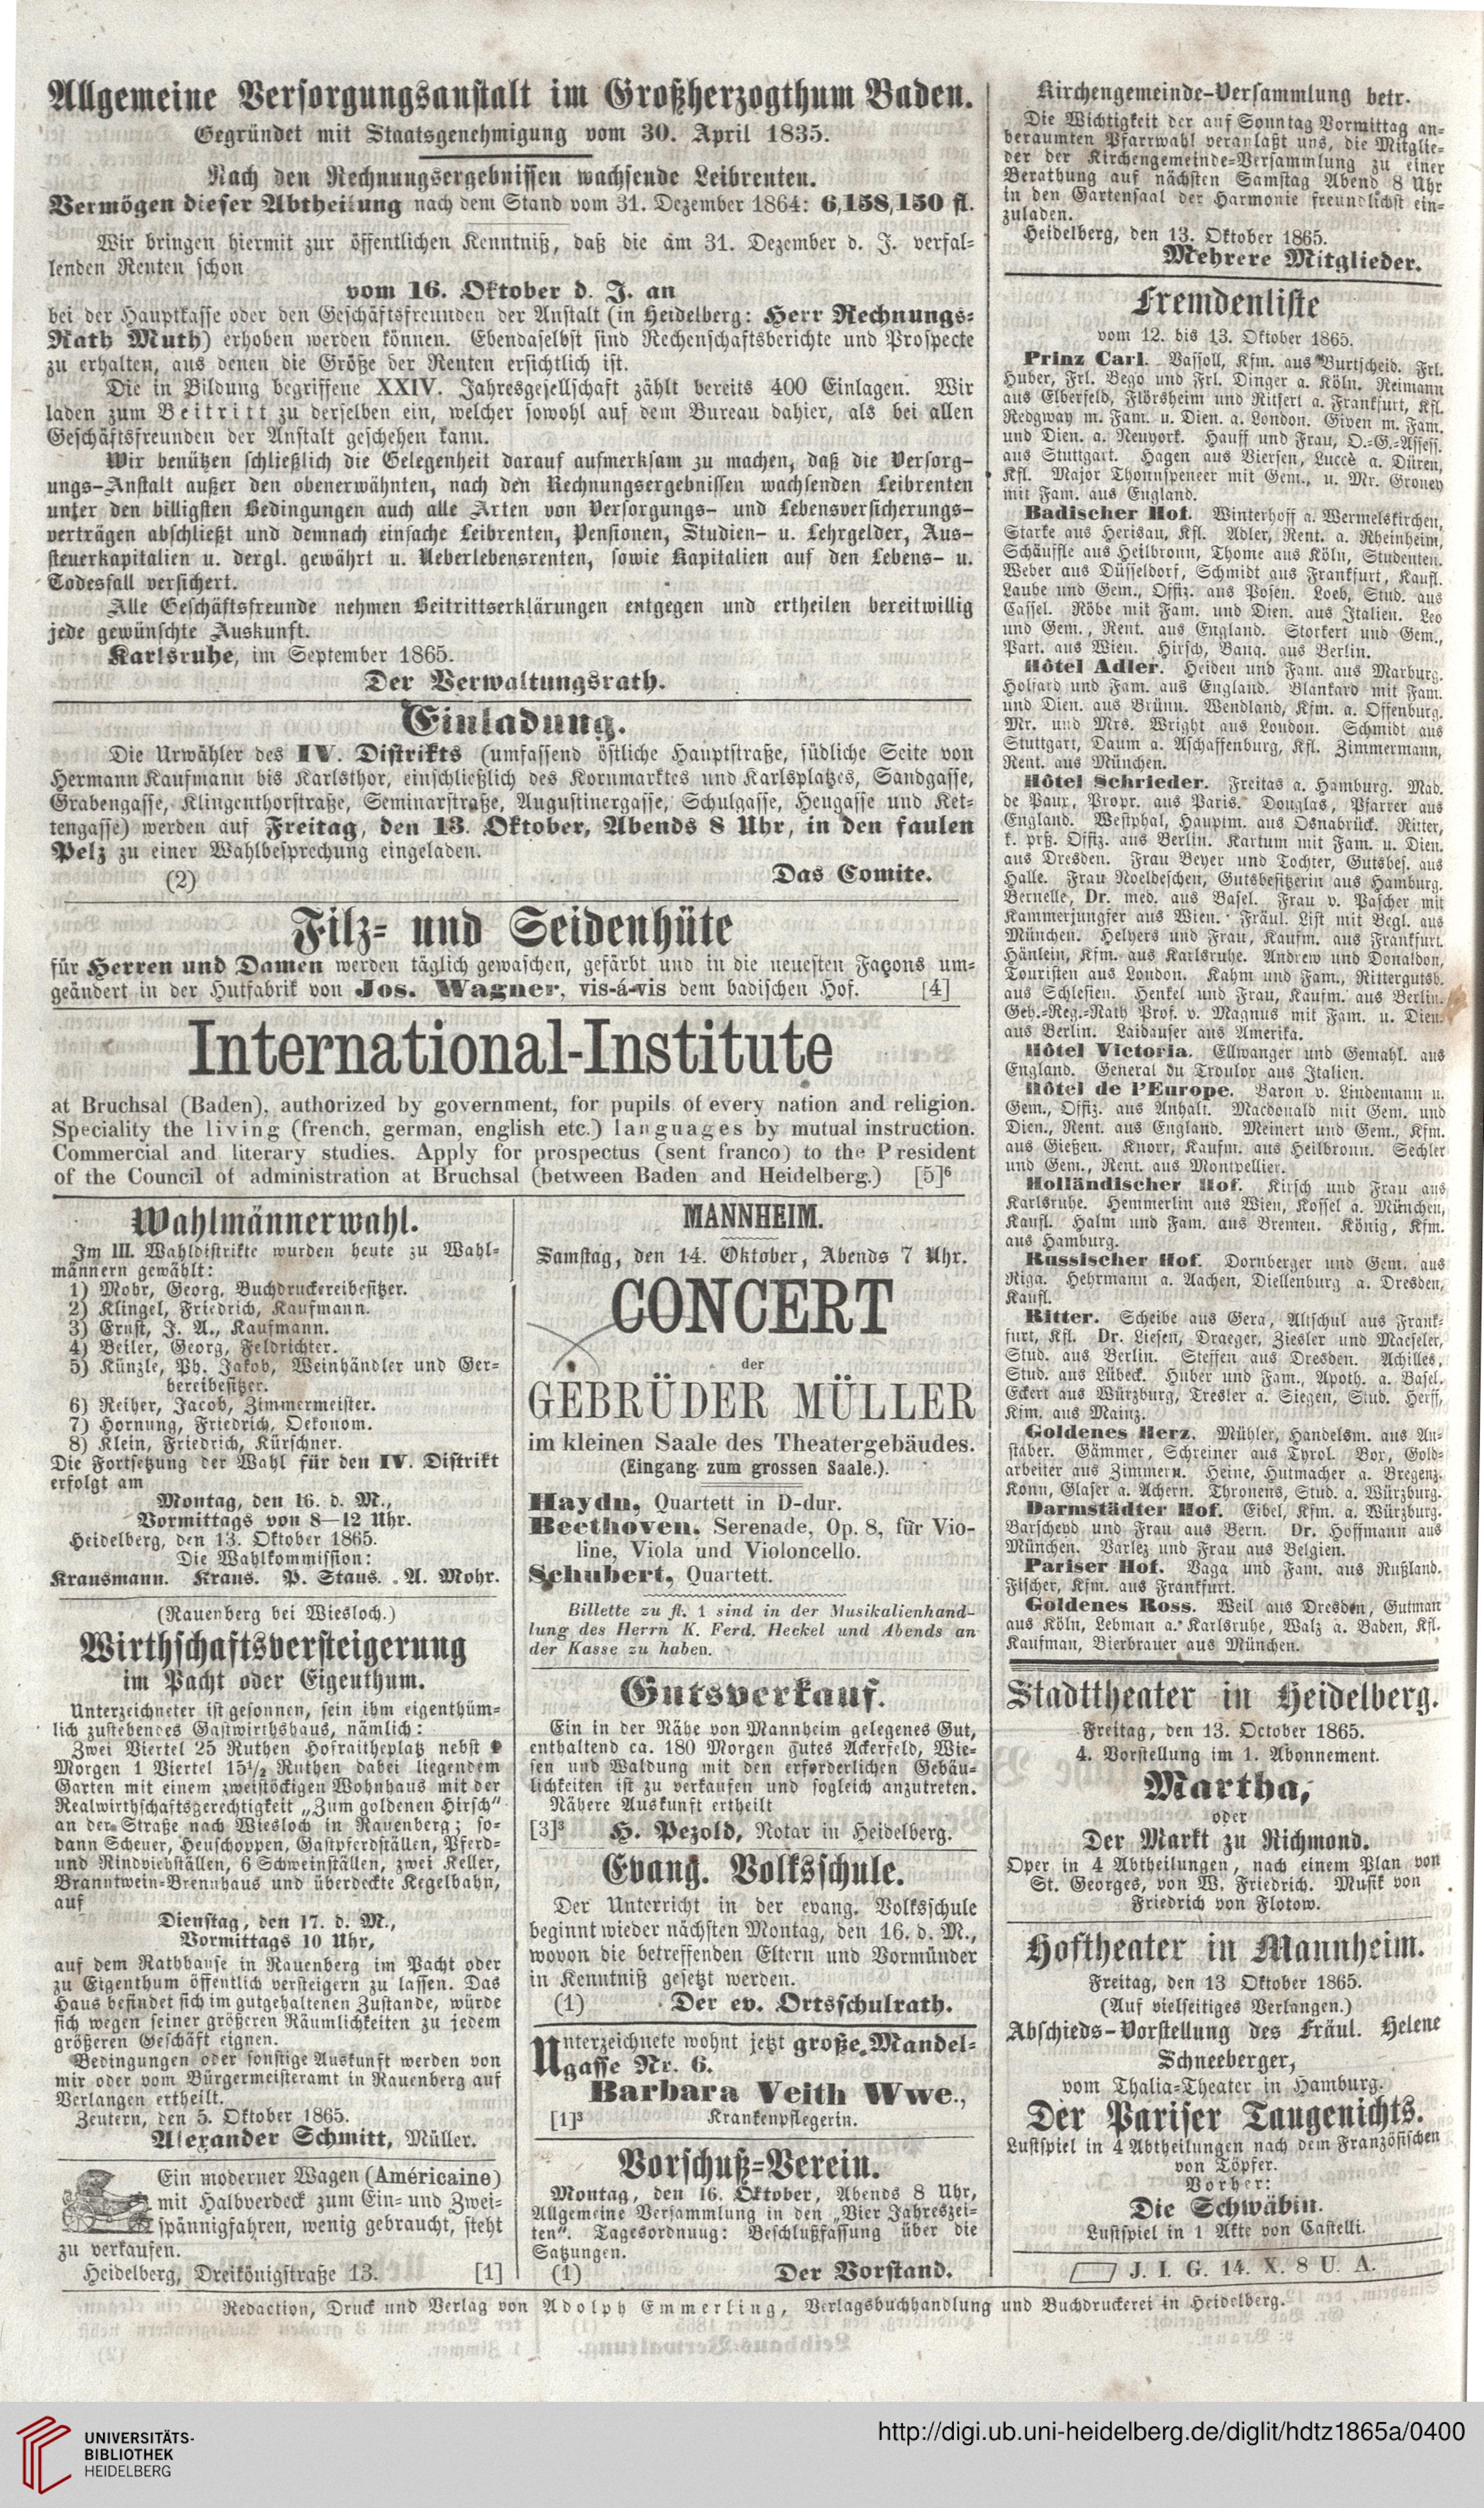 Allgemeine Versorgungsanstalt im Großherzogthum Baden.
Gegründet mit Staatsgenehmigung vom 30. April 1835.
Nach den Rechnungsergebnissen wachsende Leibrenten.
Vermögen dieser Abtheilung nach dem Stand vom 31. Dezember 1864: 6,158,150 fl.
Wir bringen hiermit zur öffentlichen Kenntniß, daß die am 31. Dezember d. J. verfal-
lenden Renten schon
vom 16. Oktober d. J. an
bei der Hauptkasse oder den Geschäftsfreunden der Anstalt (in Heidelberg: Herr Rechnungs-
Rath Muth) erhoben werden können. Ebendaselbst sind Rechenschaftsberichte und Prospecte
zu erhalten, aus denen die Größe der Renten ersichtlich ist.
Die in Bildung begriffene XXIV. Jahresgesellschaft zählt bereits 400 Einlagen. Wir
laden zum Beitritt zu derselben ein, welcher sowohl auf dem Bureau dahier, als bei allen
Geschäftsfreunden der Anstalt geschehen kann.
Wir benützen schließlich die Gelegenheit darauf aufmerksam zu machen, daß die Versorg-
ungs-Anstalt außer den obenerwähnten, nach den Rechnungsergebnissen wachsenden Leibrenten
unter den billigsten Bedingungen auch alle Arten von Versorgungs- und Lebensversicherungs-
verträgen abschließt und demnach einfache Leibrenten, Pensionen, Studien- u. Lehrgelder, Aus-
steuerkapitalien u. dergl. gewährt u. Ueberlebensrenten, sowie Kapitalien auf den Lebens- u.
Todesfall versichert.
Alle Geschäftsfreunde nehmen Beitrittserklärungen entgegen und ertheilen bereitwillig
jede gewünschte Auskunft.
Karlsruhe, im September 1865.
Der Verwaltungsrath.
Einladung.
Die Urwähler des IV. Distrikts (umfassend östliche Hauptstraße, südliche Seite von
Hermann Kaufmann bis Karlsthor, einschließlich des Kornmarktes und Karlsplatzes, Sandgasse,
Grabengasse, Klingenthorstraße, Seminarstraße, Augustinergasse, Schulgasse, Heugasse und Ket-
tengasse) werden auf Freitag, den 13. Oktober, Abends 8 Uhr, in den faulen
Pelz zu einer Wahlbesprechung eingeladen.
(2) Das Comite.
Filz- und Seidenhüte
für Herren und Damen werden täglich gewaschen, gefärbt und in die neuesten Façons um-
geändert in der Hutfabrik von Jos. Wagner, vis-á-vis dem badischen Hof. [4]
International-Institute
at Bruchsal (Baden), authorized by government, for pupils of every nation and religion.
Speciality the living (french, german, english etc.) languages by mutual instruction.
Commercial and literary studies. Apply for prospectus (sent franco) to the President
of the Council of administration at Bruchsal (between Baden and Heidelberg.) [5]⁶
Wahlmännerwahl.
Im III. Wahldistrikte wurden heute zu Wahl-
männern gewählt:
1) Mohr, Georg, Buchdruckereibesitzer.
2) Klingel, Friedrich, Kaufmann.
3) Ernst, J. A., Kaufmann.
4) Beiler, Georg, Feldrichter.
5) Künzle, Ph. Jakob, Weinhändler und Ger-
bereibesitzer.
6) Reiher, Jacob, Zimmermeister.
7) Hornung, Friedrich, Oekonom.
8) Klein, Friedrich, Kürschner.
Die Fortsetzung der Wahl für den IV. Distrikt
erfolgt am
Montag, den 16. d. M.,
Vormittags von 8—12 Uhr.
Heidelberg, den 13. Oktober 1865.
Die Wahlkommission:
Krausmann. Kraus. P. Staus. A. Mohr.
(Rauenberg bei Wiesloch.)
Wirthschaftsversteigerung
im Pacht oder Eigenthum.
Unterzeichneter ist gesonnen, sein ihm eigenthüm-
lich zustehendes Gastwirthshaus, nämlich:
Zwei Viertel 25 Ruthen Hofraitheplatz nebst
Morgen 1 Viertel 15½ Ruthen dabei liegendem
Garten mit einem zweistöckigen Wohnhaus mit der
Realwirthschaftsgerechtigkeit „Zum goldenen Hirsch"
an der Straße nach Wiesloch in Rauenberg; so-
dann Scheuer, Heuschoppen, Gastpferdställen, Pferd-
und Rindviehställen, 6 Schweinställen, zwei Keller,
Branntwein-Brennhaus und überdeckte Kegelbahn,
auf
Dienstag, den 17. d. M.,
Vormittags 10 Uhr,
auf dem Rathhause in Rauenberg im Pacht oder
zu Eigenthum öffentlich versteigern zu lassen. Das
Haus befindet sich im gutgehaltenen Zustande, würde
sich wegen seiner größeren Räumlichkeiten zu jedem
größeren Geschäft eignen.
Bedingungen oder sonstige Auskunft werden von
mir oder vom Bürgermeisteramt in Rauenberg auf
Verlangen ertheilt.
Zeutern, den 5. Oktober 1865.
Alexander Schmitt, Müller.
Ein moderner Wagen (Américaine)
mit Halbverdeck zum Ein- und Zwei-
spännigfahren, wenig gebraucht, steht
zu verkaufen.
Heidelberg, Dreikönigstraße 13. [1]
MANNHEIM.
Samstag, den 14. Oktober, Abends 7 Uhr.
CONCERT
der
GEBRÜDER MÜLLER
im kleinen Saale des Theatergebäudes.
(Eingang zum grossen Saale.).
Haydn, Quartett in D-dur.
Beethoven. Serenade, Op. 8, für Vio-
line, Viola und Violoncello.
Schubert, Quartett.
Billette zu fl. 1 sind in der Musikalienhand-
lung des Herrn K. Ferd. Heckel und Abends an
der Kasse zu haben.
Gutsverkauf.
Ein in der Nähe von Mannheim gelegenes Gut,
enthaltend ca. 180 Morgen gutes Ackerfeld, Wie-
sen und Waldung mit den erforderlichen Gebäu-
lichkeiten ist zu verkaufen und sogleich anzutreten.
Nähere Auskunft ertheilt
[3]³ H. Pezold, Notar in Heidelberg.
Evang. Volksschule.
Der Unterricht in der evang. Volksschule
beginnt wieder nächsten Montag, den 16. d. M.,
wovon die betreffenden Eltern und Vormünder
in Kenntniß gesetzt werden.
(1) Der ev. Ortsschulrath.
Unterzeichnete wohnt jetzt große Mandel-
gasse Nr. 6.
Barbara Veith Wwe.,
[1]³ Krankenpflegerin.
Vorschuß-Verein.
Montag, den 16. Oktober, Abends 8 Uhr,
Allgemeine Versammlung in den „Vier Jahreszei-
ten". Tagesordnung: Beschlußfassung über die
Satzungen.
(1) Der Vorstand.
Kirchengemeinde-Versammlung betr.
Die Wichtigkeit der auf Sonntag Vormittag an-
beraumten Pfarrwahl veranlaßt uns, die Mitglie-
der der Kirchengemeinde-Versammlung zu einer
Berathung auf nächsten Samstag Abend 8 Uhr
in den Gartensaal der Harmonie freundlichst ein-
zuladen.
Heidelberg, den 13. Oktober 1865.
Mehrere Mitglieder.
Fremdenliste
vom 12. bis 13. Oktober 1865.
Prinz Carl. Bassoll, Kfm. aus Burtscheid. Frl.
Huber, Frl. Bego und Frl. Dinger a. Köln. Reimann
aus Elberfeld, Flörsheim und Ritsert a. Frankfurt, Kfl.
Redgway m. Fam. u. Dien. a. London. Given m. Fam.
und Dien. a. Neuyork. Hauff und Frau, O.-G.-Assess.
aus Stuttgart. Hagen aus Viersen, Luccè a. Düren,
Kfl. Major Thonnspeneer mit Gem., u. Mr. Groney
mit Fam. aus England.
Badischer Hof. Winterhoff a. Wermelskirchen,
Starke aus Herisau, Kfl. Adler, Rent. a. Rheinheim,
Schäuffle aus Heilbronn, Thome aus Köln, Studenten.
Weber aus Düsseldorf, Schmidt aus Frankfurt, Kaufl.
Laube und Gem., Offiz. aus Posen. Loeb, Stud. aus
Cassel. Röbe mit Fam. und Dien. aus Italien. Leo
und Gem., Rent. aus England. Storkert und Gem.,
Part. aus Wien. Hirsch, Banq. aus Berlin.
Hôtel Adler. Heiden und Fam. aus Marburg.
Holfard und Fam. aus England. Blankard mit Fam.
und Dien. aus Brünn. Wendland, Kfm. a. Offenburg.
Mr. und Mrs. Wright aus London. Schmidt aus
Stuttgart, Daum a. Aschaffenburg, Kfl. Zimmermann,
Rent. aus München.
Hôtel Schrieder. Freitas a. Hamburg. Mad.
de Paux, Propr. aus Paris. Douglas, Pfarrer aus
England. Westphal, Hauptm. aus Osnabrück. Ritter,
k. prß. Offiz. aus Berlin. Kartum mit Fam. u. Dien.
aus Dresden. Frau Beyer und Tochter, Gutsbes. aus
Halle. Frau Noeldeschen, Gutsbesitzerin aus Hamburg.
Bernelle, Dr. med. aus Basel. Frau v. Pascher mit
Kammerjungfer aus Wien. Fräul. List mit Begl. aus
München. Helyers und Frau, Kaufm. aus Frankfurt.
Hänlein, Kfm. aus Karlsruhe. Andrew und Donaldon,
Touristen aus London. Kahm und Fam., Rittergutsb.
aus Schlesien. Henkel und Frau, Kaufm. aus Berlin.
Geh.-Reg.-Rath Prof. v. Magnus mit Fam. u. Dien.
aus Berlin. Laidauser aus Amerika.
Hôtel Victoria. Ellwanger und Gemahl. aus
England. General du Troulox aus Italien.
Hôtel de l'Europe. Baron v. Lindemann u.
Gem., Offiz. aus Anhalt. Macdonald mit Gem. und
Dien., Rent. aus England. Meinert und Gem., Kfm.
aus Gießen. Knorr, Kaufm. aus Heilbronn. Sechler
und Gem., Rent. aus Montpellier.
Holländischer Hof. Kirsch und Frau aus
Karlsruhe. Hemmerlin aus Wien, Kossel a. München,
Kaufl. Halm und Fam. aus Bremen. König, Kfm.
aus Hamburg.
Russischer Hof. Dornberger und Gem. aus
Riga. Hehrmann a. Aachen, Diellenburg a. Dresden,
Kaufl.
Ritter. Scheibe aus Gera, Altschul aus Frank-
furt, Kfl. Dr. Liesen, Draeger, Ziesler und Maeseler,
Stud. aus Berlin. Steffen aus Dresden. Achilles,
Stud. aus Lübeck. Huber und Fam., Apoth. a. Basel.
Eckert aus Würzburg, Tresler a. Siegen, Stud. Herff,
Kfm. aus Mainz.
Goldenes Herz. Mühler, Handelsm. aus An-
staber. Gämmer, Schreiner aus Tyrol. Box, Gold-
arbeiter aus Zimmern. Heine, Hutmacher a. Bregenz.
Konn, Glaser a. Achern. Thronens, Stud. a. Würzburg.
Darmstädter Hof. Eibel, Kfm. a. Würzburg.
Barscheyd und Frau aus Bern. Dr. Hoffmann aus
München. Varlez und Frau aus Belgien.
Pariser Hof. Vaga und Fam. aus Rußland.
Fischer, Kfm. aus Frankfurt.
Goldenes Ross. Weil aus Dresden, Gutman
aus Köln, Lebman a. Karlsruhe, Walz a. Baden, Kfl.
Kaufman, Bierbrauer aus München.
Stadttheater in Heidelberg.
Freitag, den 13. October 1865.
4. Vorstellung im 1. Abonnement.
Martha,
oder
Der Markt zu Richmond.
Oper in 4 Abtheilungen, nach einem Plan von
St. Georges, von W. Friedrich. Musik von
Friedrich von Flotow.
Hoftheater in Mannheim.
Freitag, den 13 Oktober 1865.
(Auf vielseitiges Verlangen.)
Abschieds-Vorstellung des Fräul. Helene
Schneeberger,
vom Thalia-Theater in Hamburg.
Der Pariser Taugenichts.
Lustspiel in 4 Abtheilungen nach dem Französischen
von Töpfer.
Vorher:
Die Schwäbin.
Lustspiel in 1 Akte von Castelli.
J. I. G. 14. X. 8 U. A.
Redaction, Druck und Verlag von Adolph Emmerling, Verlagsbuchhandlung und Buchdruckerei in Heidelberg.
UNIVERSITÄTS-
BIBLIOTHEK
HEIDELBERG
http://digi.ub.uni-heidelberg.de/diglit/hdtz1865a/0400